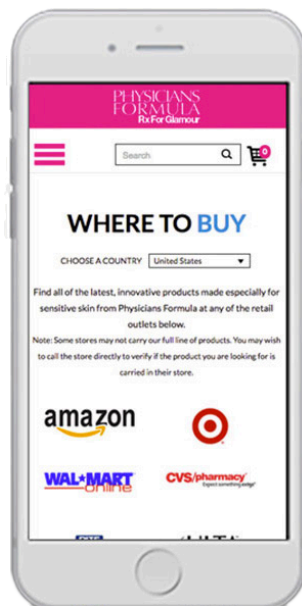 PHYSICIANS
FORMULA
Rx For Glamour
Search
0
WHERE TO BUY
CHOOSE A COUNTRY United States
Find all of the latest, innovative products made especially for
sensitive skin from Physicians Formula at any of the retail
outlets below.
Note: Some stores may not carry our full line of products. You may wish
to call the store directly to verify if the product you are looking for is
carried in their store.
amazon
WAL★MART
online
CVS/pharmacy